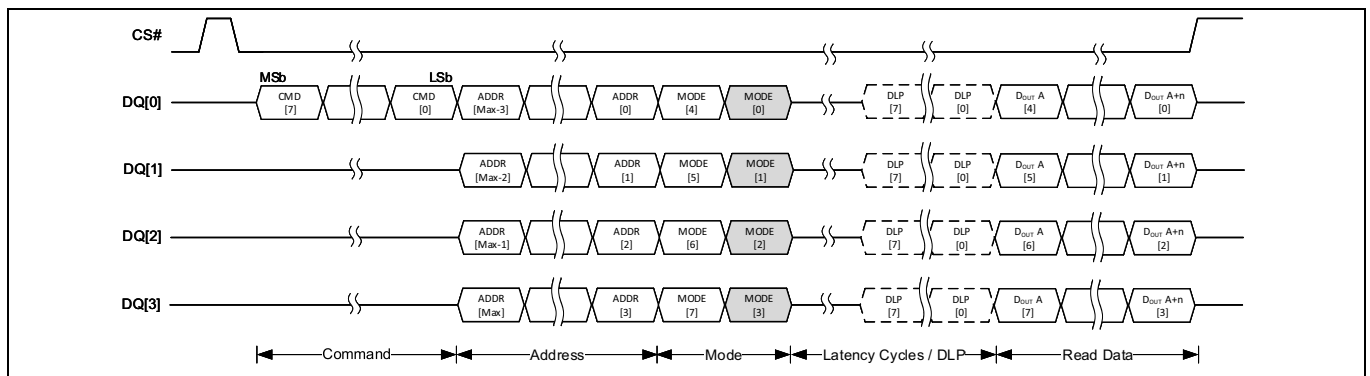 CS#
MSb LSb
DQ[0] CMD [7] CMD [0] ADDR [Max-3] ADDR [0] MODE [4] MODE [0] DLP [7] DLP [0] DOUT A [4] DOUT A+n [0]
DQ[1] ADDR [Max-2] ADDR [1] MODE [5] MODE [1] DLP [7] DLP [0] DOUT A [5] DOUT A+n [1]
DQ[2] ADDR [Max-1] ADDR [2] MODE [6] MODE [2] DLP [7] DLP [0] DOUT A [6] DOUT A+n [2]
DQ[3] ADDR [Max] ADDR [3] MODE [7] MODE [3] DLP [7] DLP [0] DOUT A [7] DOUT A+n [3]
Command Address Mode Latency Cycles / DLP Read Data